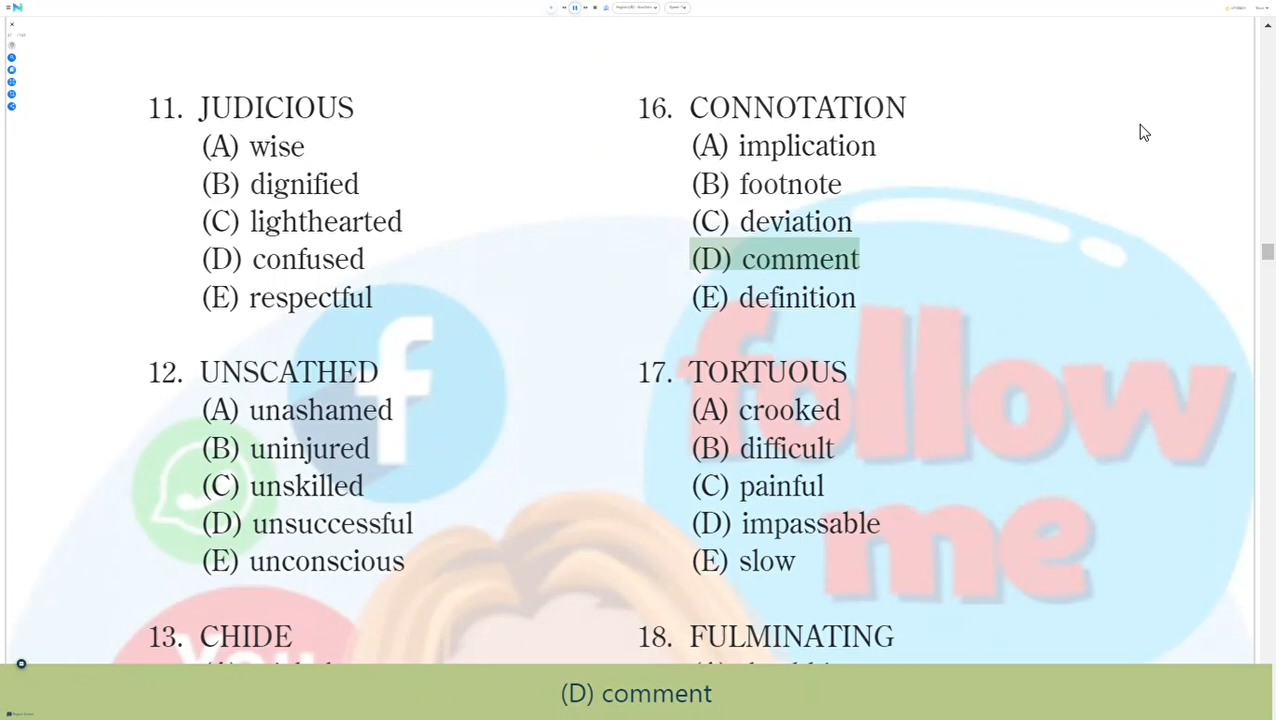 11. JUDICIOUS
(A) wise
(B) dignified
(C) lighthearted
(D) confused
(E) respectful
12. UNSCATHED
(A) unashamed
(B) uninjured
(C) unskilled
(D) unsuccessful
(E) unconscious
13. CHIDE
16. CONNOTATION
(A) implication
(B) footnote
(C) deviation
(D) comment
(E) definition
17. TORTUOUS
(A) crooked
(B) difficult
(C) painful
(D) impassable
(E) slow
18. FULMINATING
follow
me
YOU
(D) comment